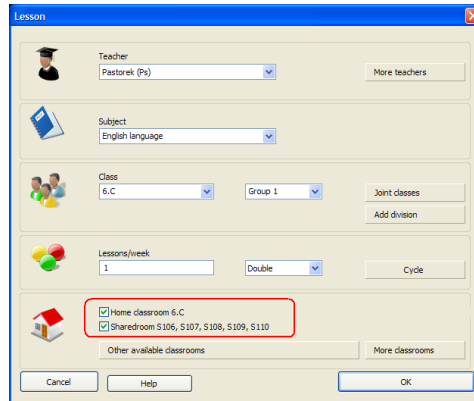 Lesson
Teacher
Pastorek (Ps)
More teachers
Subject
English language
Class
6.C
Group 1
Joint classes
Add division
Lessons/week
1
Double
Cycle
Home classroom 6.C
Sharedroom S106, S107, S108, S109, S110
Other available classrooms
More classrooms
Cancel
Help
OK